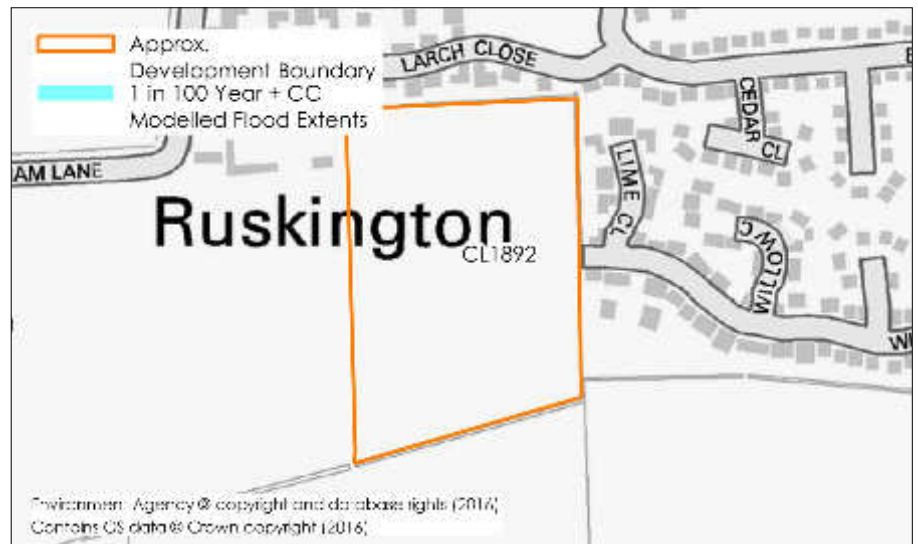 Approx.
Development Boundary
1 in 100 Year + CC
Modelled Flood Extents
LARCH CLOSE
CEDAR CL
AM LANE
LIME CL
Ruskington
CL1892
WILLOW C
Environment Agency © copyright and database rights (2016)
Contains OS data © Crown copyright (2016)